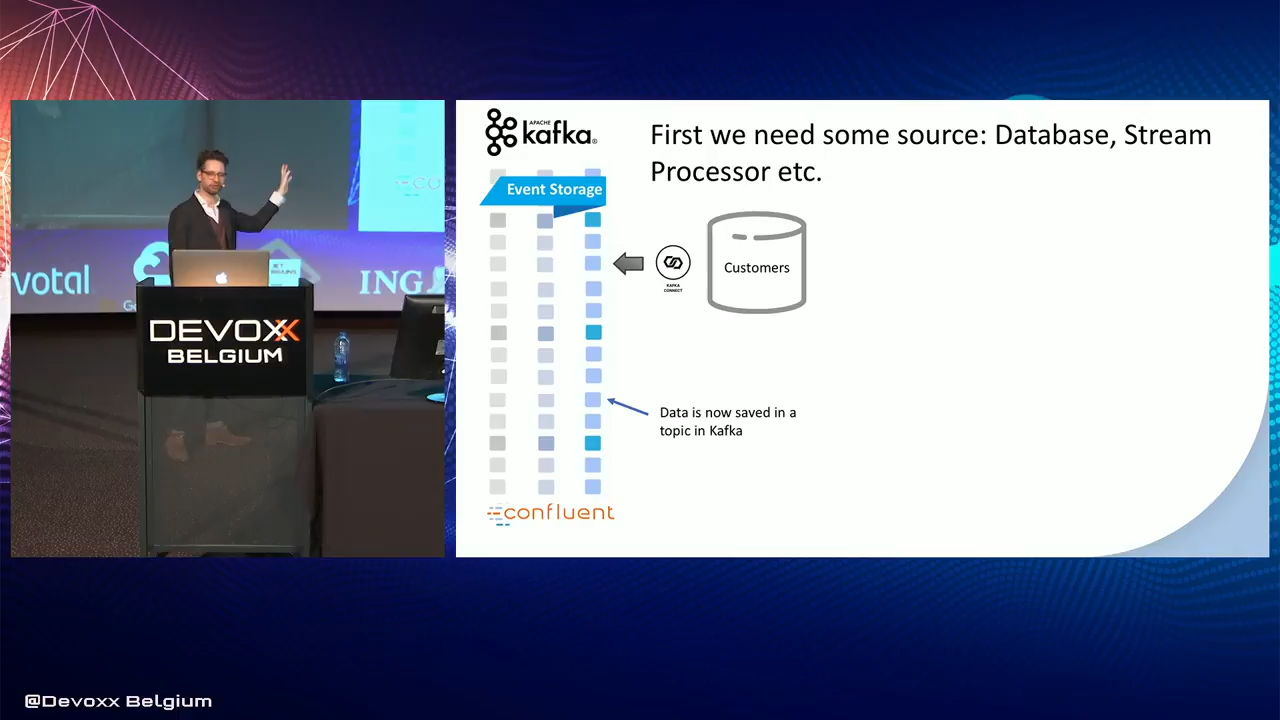 votal
ING
DEVOXX
BELGIUM
APACHE
kafka®
First we need some source: Database, Stream
Processor etc.
Event Storage
KAFKA
CONNECT
Customers
Data is now saved in a
topic in Kafka
confluent
@Devoxx Belgium